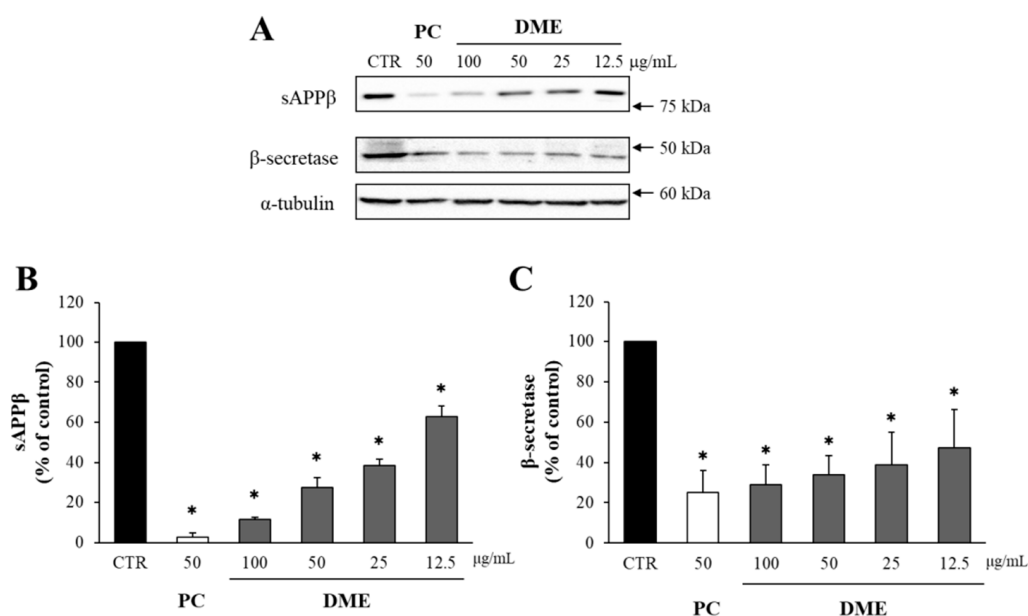 A
PC DME
CTR 50 100 50 25 12.5 μg/mL
sAPPβ
← 75 kDa
β-secretase
← 50 kDa
α-tubulin
← 60 kDa
B
sAPPβ
(% of control)
120
100
80
60
40
20
0
* * * * *
CTR 50 100 50 25 12.5 μg/mL
PC DME
C
β-secretase
(% of control)
120
100
80
60
40
20
0
* * * * *
CTR 50 100 50 25 12.5 μg/mL
PC DME